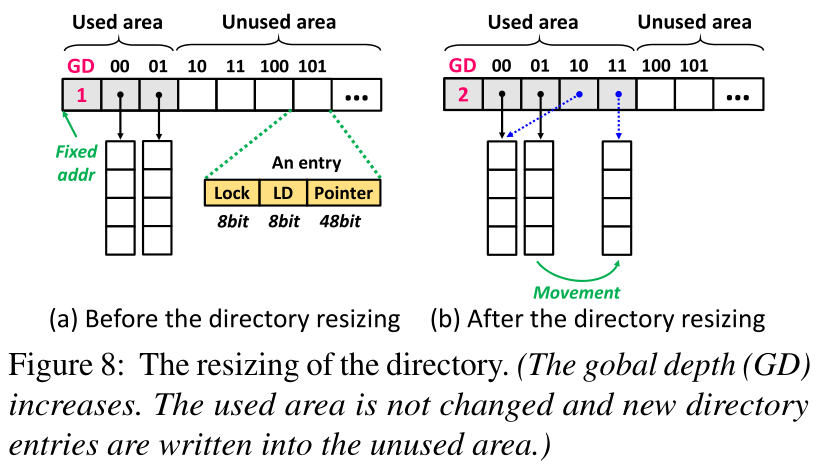 Used area Unused area
GD 00 01 10 11 100 101
1 ...
Fixed
addr
An entry
Lock LD Pointer
8bit 8bit 48bit
(a) Before the directory resizing
Used area Unused area
GD 00 01 10 11 100 101
2 ...
Movement
(b) After the directory resizing
Figure 8: The resizing of the directory. (The gobal depth (GD)
increases. The used area is not changed and new directory
entries are written into the unused area.)